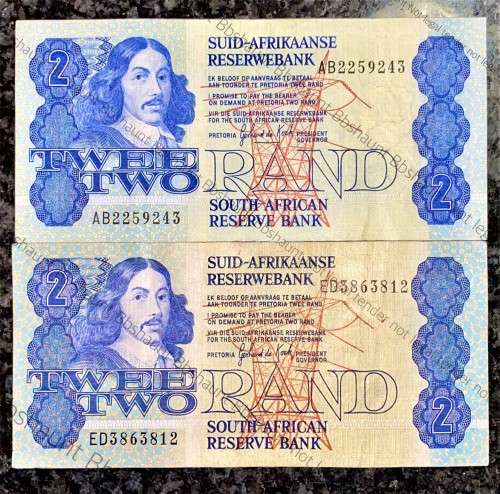 2
SUID-AFRIKAANSE
RESERWEBANK
AB2259243
EK BELOOF OP AANVRAAG TE BETAAL
AAN TOONDER TE PRETORIA TWEE RAND
I PROMISE TO PAY THE BEARER
ON DEMAND AT PRETORIA TWO RAND
VIR DIE SUID-AFRIKAANSE RESERWEBANK
FOR THE SOUTH AFRICAN RESERVE BANK
PRETORIA
PRESIDENT
GOVERNOR
TWEE
TWO
RAND
2
AB2259243
SOUTH AFRICAN
RESERVE BANK
2
SUID-AFRIKAANSE
RESERWEBANK
ED3863812
EK BELOOF OP AANVRAAG TE BETAAL
AAN TOONDER TE PRETORIA TWEE RAND
I PROMISE TO PAY THE BEARER
ON DEMAND AT PRETORIA TWO RAND
VIR DIE SUID-AFRIKAANSE RESERWEBANK
FOR THE SOUTH AFRICAN RESERVE BANK
PRETORIA
PRESIDENT
GOVERNOR
TWEE
TWO
RAND
2
ED3863812
SOUTH AFRICAN
RESERVE BANK
Bbshaunt